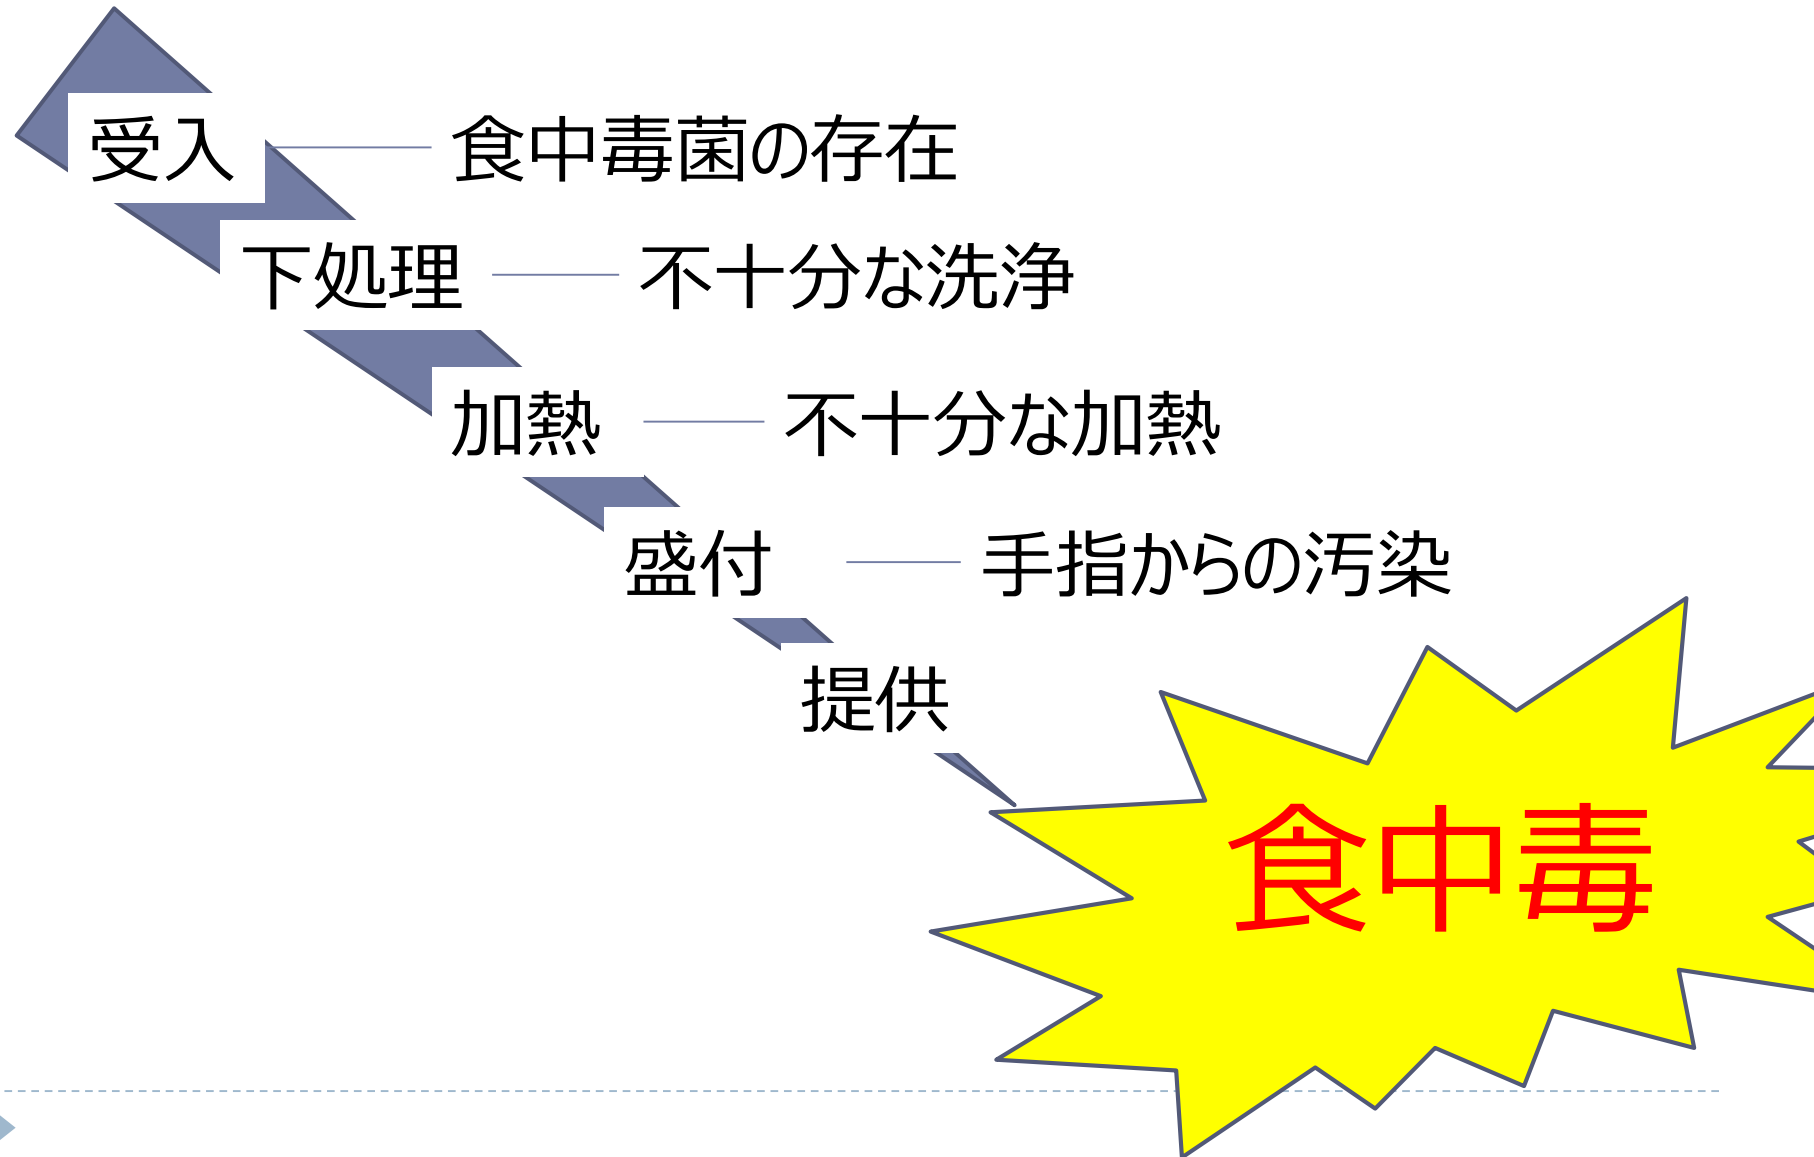 受入 食中毒菌の存在
下処理 不十分な洗浄
加熱 不十分な加熱
盛付 手指からの汚染
提供
食中毒